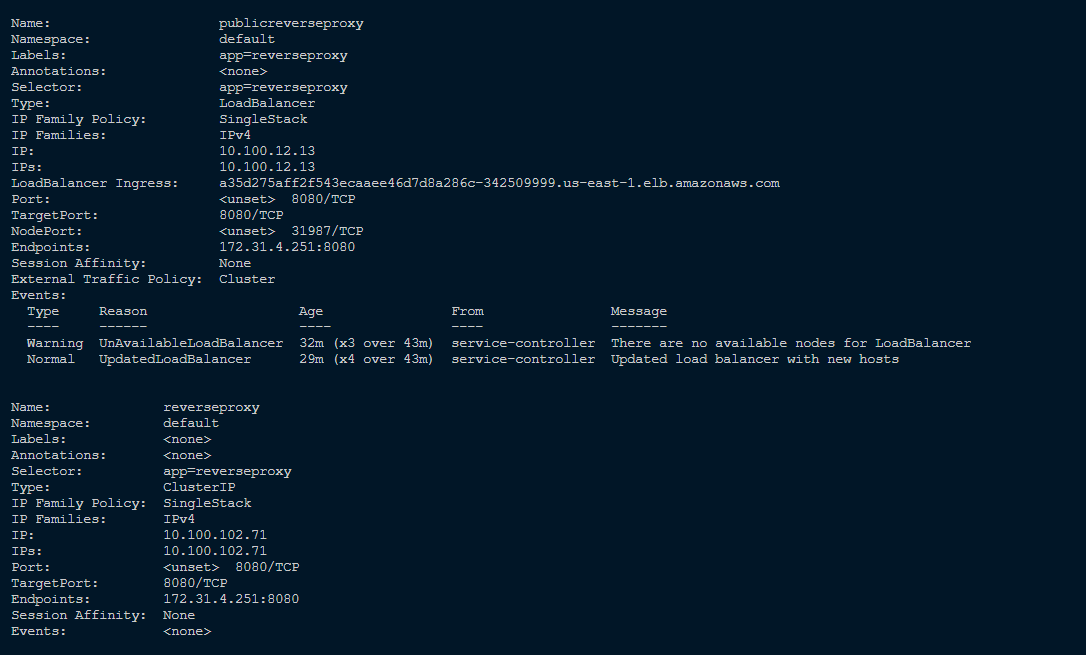 Name:                     publicreverseproxy
Namespace:                default
Labels:                   app=reverseproxy
Annotations:              <none>
Selector:                 app=reverseproxy
Type:                     LoadBalancer
IP Family Policy:         SingleStack
IP Families:              IPv4
IP:                       10.100.12.13
IPs:                      10.100.12.13
LoadBalancer Ingress:     a35d275aff2f543ecaaee46d7d8a286c-342509999.us-east-1.elb.amazonaws.com
Port:                     <unset>  8080/TCP
TargetPort:               8080/TCP
NodePort:                 <unset>  31987/TCP
Endpoints:                172.31.4.251:8080
Session Affinity:         None
External Traffic Policy:  Cluster
Events:
  Type     Reason                   Age                From                Message
  ----     ------                   ----               ----                -------
  Warning  UnAvailableLoadBalancer  32m (x3 over 43m)  service-controller  There are no available nodes for LoadBalancer
  Normal   UpdatedLoadBalancer      29m (x4 over 43m)  service-controller  Updated load balancer with new hosts
Name:              reverseproxy
Namespace:         default
Labels:            <none>
Annotations:       <none>
Selector:          app=reverseproxy
Type:              ClusterIP
IP Family Policy:  SingleStack
IP Families:       IPv4
IP:                10.100.102.71
IPs:               10.100.102.71
Port:              <unset>  8080/TCP
TargetPort:        8080/TCP
Endpoints:         172.31.4.251:8080
Session Affinity:  None
Events:            <none>